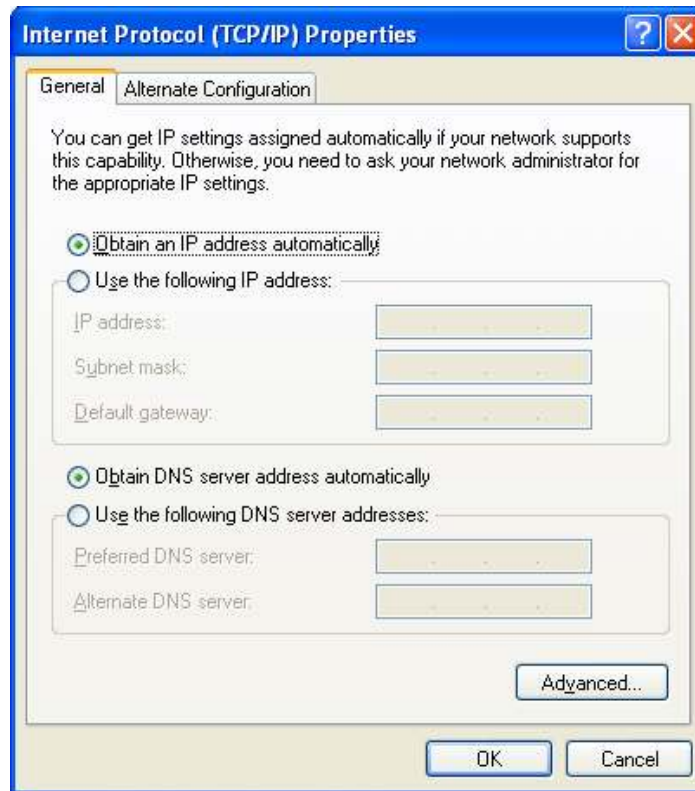 Internet Protocol (TCP/IP) Properties
General
Alternate Configuration
You can get IP settings assigned automatically if your network supports
this capability. Otherwise, you need to ask your network administrator for
the appropriate IP settings.
Obtain an IP address automatically
Use the following IP address:
IP address:
Subnet mask:
Default gateway:
Obtain DNS server address automatically
Use the following DNS server addresses:
Preferred DNS server:
Alternate DNS server:
Advanced...
OK
Cancel